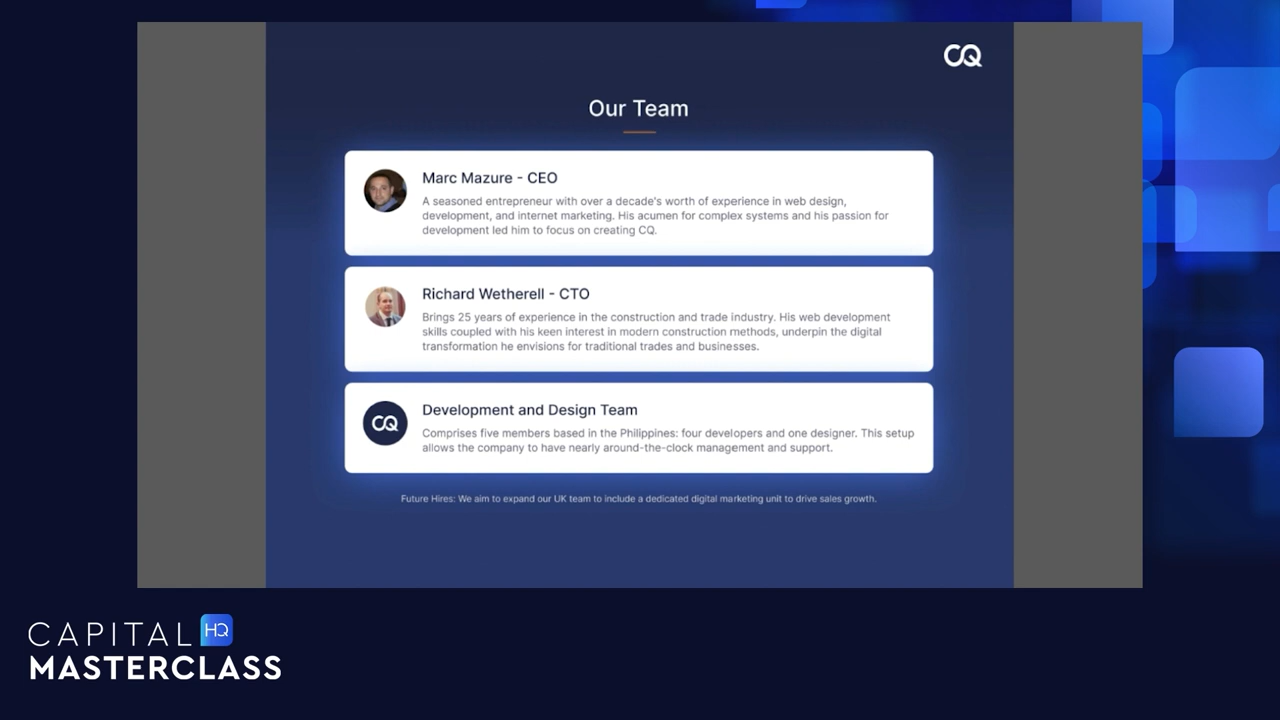 CQ
Our Team
Marc Mazure - CEO
A seasoned entrepreneur with over a decade's worth of experience in web design,
development, and internet marketing. His acumen for complex systems and his passion for
development led him to focus on creating CQ.
Richard Wetherell - CTO
Brings 25 years of experience in the construction and trade industry. His web development
skills coupled with his keen interest in modern construction methods, underpin the digital
transformation he envisions for traditional trades and businesses.
CQ
Development and Design Team
Comprises five members based in the Philippines: four developers and one designer. This setup
allows the company to have nearly around-the-clock management and support.
Future Hires: We aim to expand our UK team to include a dedicated digital marketing unit to drive sales growth.
CAPITAL HQ
MASTERCLASS